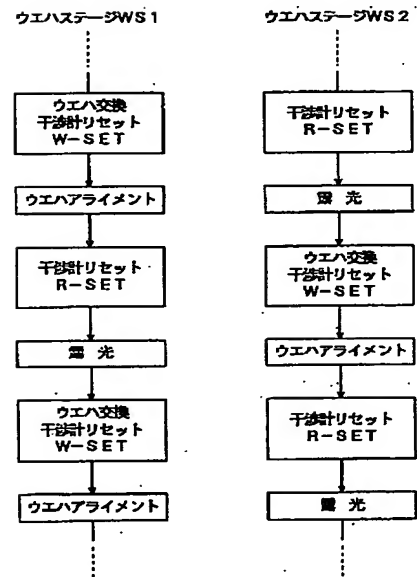 ウエハステージWS1
ウエハ交換
干渉計リセット
W-SET
ウエハアライメント
干渉計リセット
R-SET
露 光
ウエハ交換
干渉計リセット
W-SET
ウエハアライメント
ウエハステージWS2
干渉計リセット
R-SET
露 光
ウエハ交換
干渉計リセット
W-SET
ウエハアライメント
干渉計リセット
R-SET
露 光